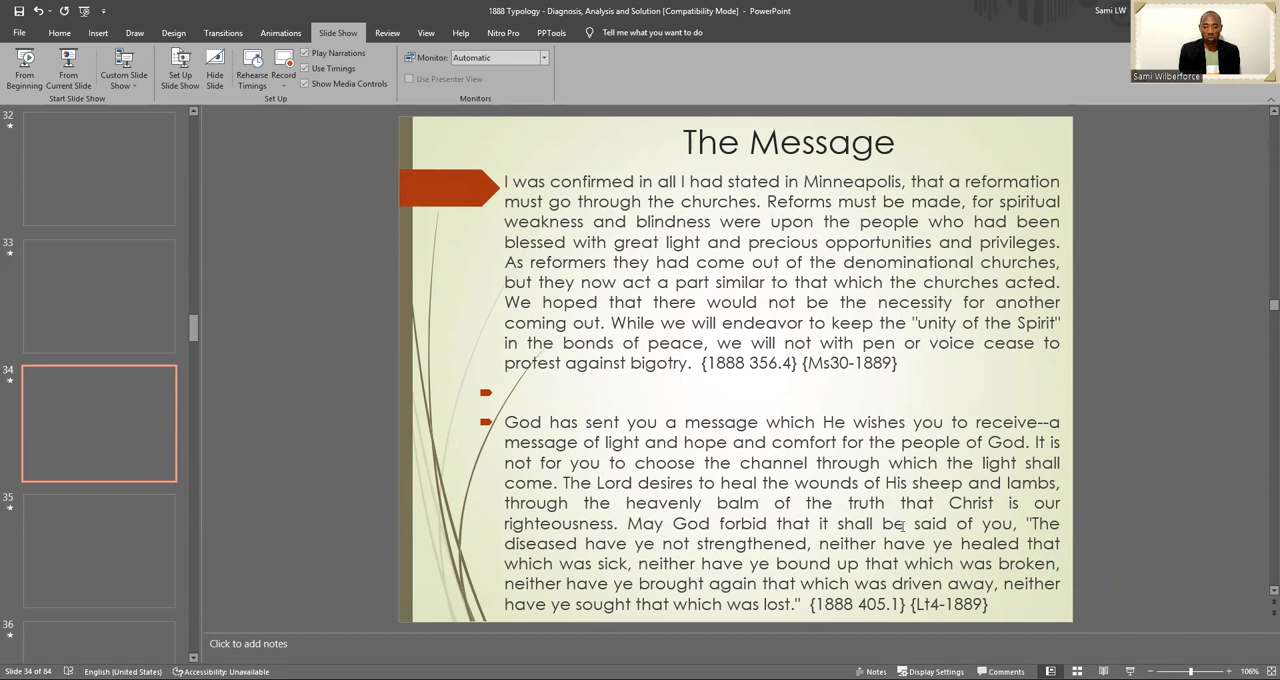 1888 Typology - Diagnosis, Analysis and Solution [Compatibility Mode] - PowerPoint
Sami LW
File Home Insert Draw Design Transitions Animations Slide Show Review View Help Nitro Pro PPTools Tell me what you want to do
From Beginning
From Current Slide
Custom Slide Show
Set Up Slide Show
Hide Slide
Rehearse Timings
Record
Play Narrations
Use Timings
Show Media Controls
Monitor: Automatic
Use Presenter View
Start Slide Show
Set Up
Monitors
Sami Wilberforce
32
33
34
35
36
The Message
I was confirmed in all I had stated in Minneapolis, that a reformation
must go through the churches. Reforms must be made, for spiritual
weakness and blindness were upon the people who had been
blessed with great light and precious opportunities and privileges.
As reformers they had come out of the denominational churches,
but they now act a part similar to that which the churches acted.
We hoped that there would not be the necessity for another
coming out. While we will endeavor to keep the "unity of the Spirit"
in the bonds of peace, we will not with pen or voice cease to
protest against bigotry. {1888 356.4} {Ms30-1889}
God has sent you a message which He wishes you to receive--a
message of light and hope and comfort for the people of God. It is
not for you to choose the channel through which the light shall
come. The Lord desires to heal the wounds of His sheep and lambs,
through the heavenly balm of the truth that Christ is our
righteousness. May God forbid that it shall be said of you, "The
diseased have ye not strengthened, neither have ye healed that
which was sick, neither have ye bound up that which was broken,
neither have ye brought again that which was driven away, neither
have ye sought that which was lost." {1888 405.1} {Lt4-1889}
Click to add notes
Slide 34 of 84 English (United States) Accessibility: Unavailable Notes Display Settings Comments 106%